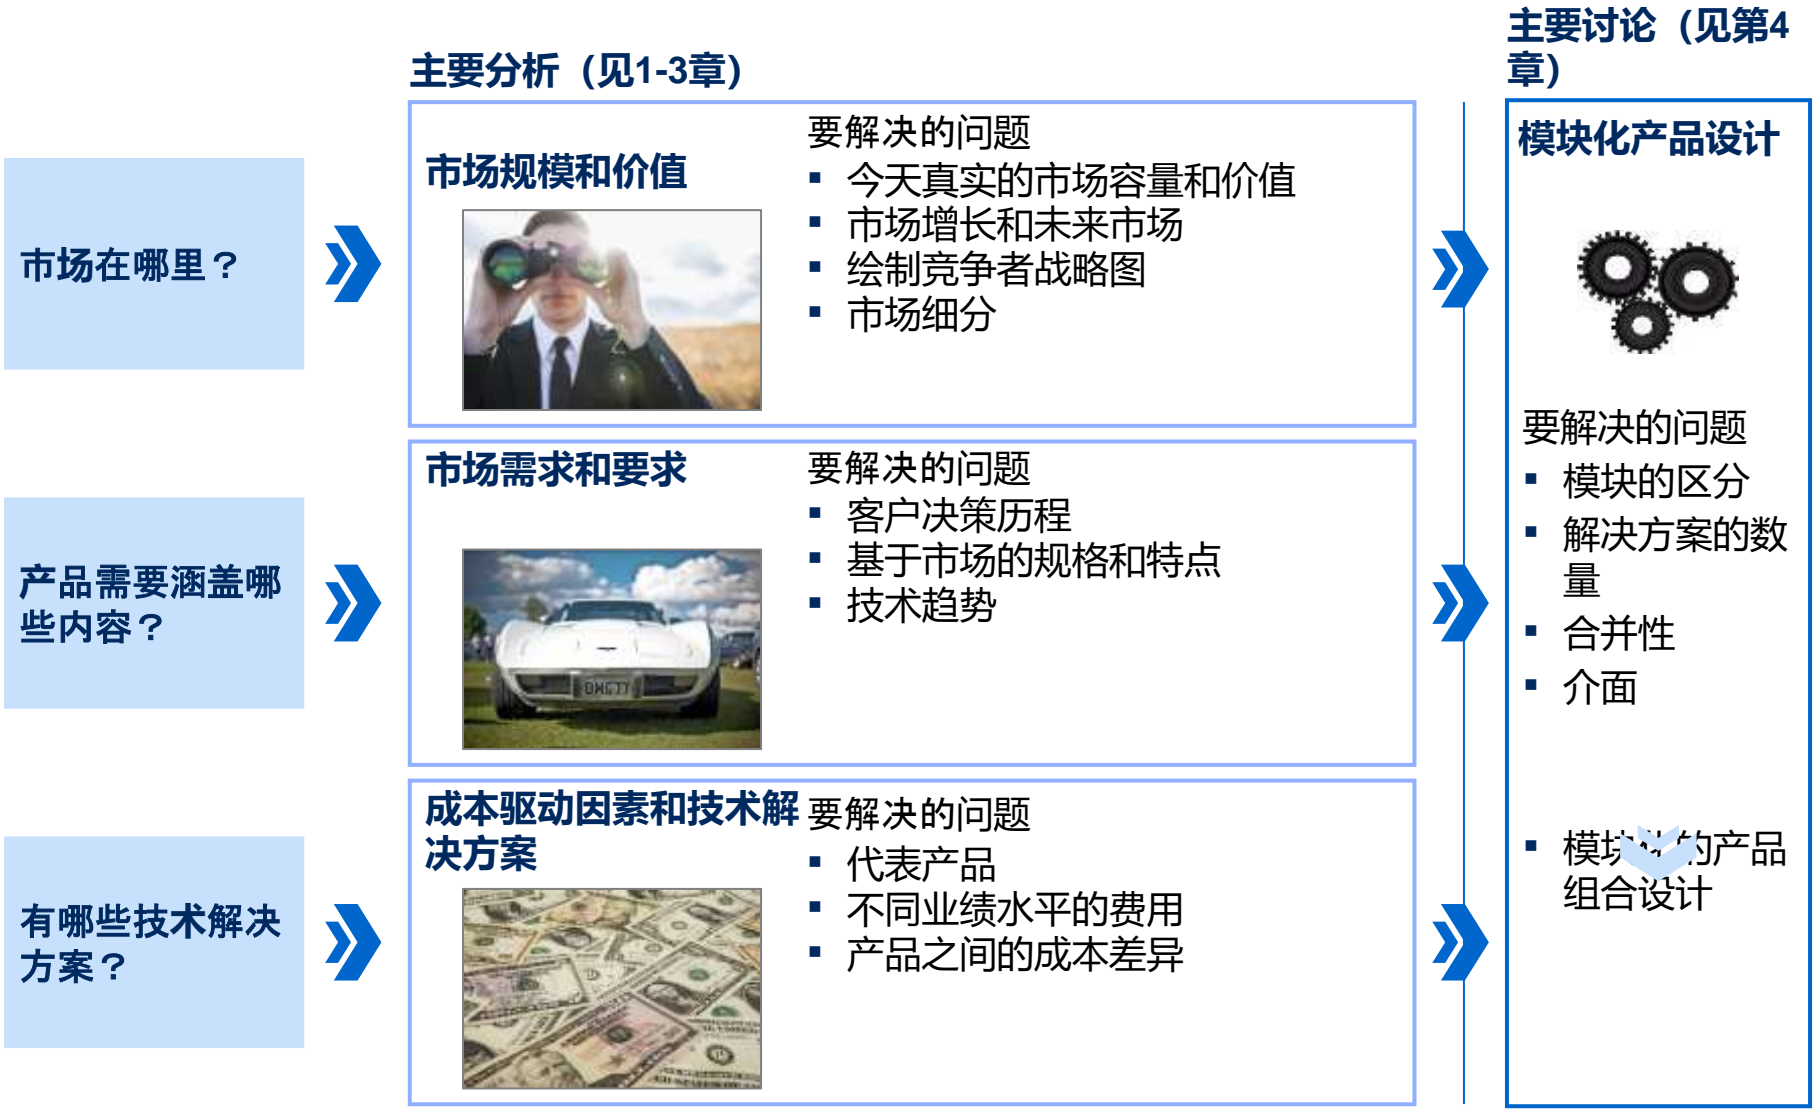 主要分析（见1-3章）
主要讨论（见第4
章）
市场在哪里？
市场规模和价值
要解决的问题
▪ 今天真实的市场容量和价值
▪ 市场增长和未来市场
▪ 绘制竞争者战略图
▪ 市场细分
产品需要涵盖哪
些内容？
市场需求和要求
要解决的问题
▪ 客户决策历程
▪ 基于市场的规格和特点
▪ 技术趋势
有哪些技术解决
方案？
成本驱动因素和技术解
决方案
要解决的问题
▪ 代表产品
▪ 不同业绩水平的费用
▪ 产品之间的成本差异
模块化产品设计
要解决的问题
▪ 模块的区分
▪ 解决方案的数
量
▪ 合并性
▪ 介面
▪ 模块化的产品
组合设计